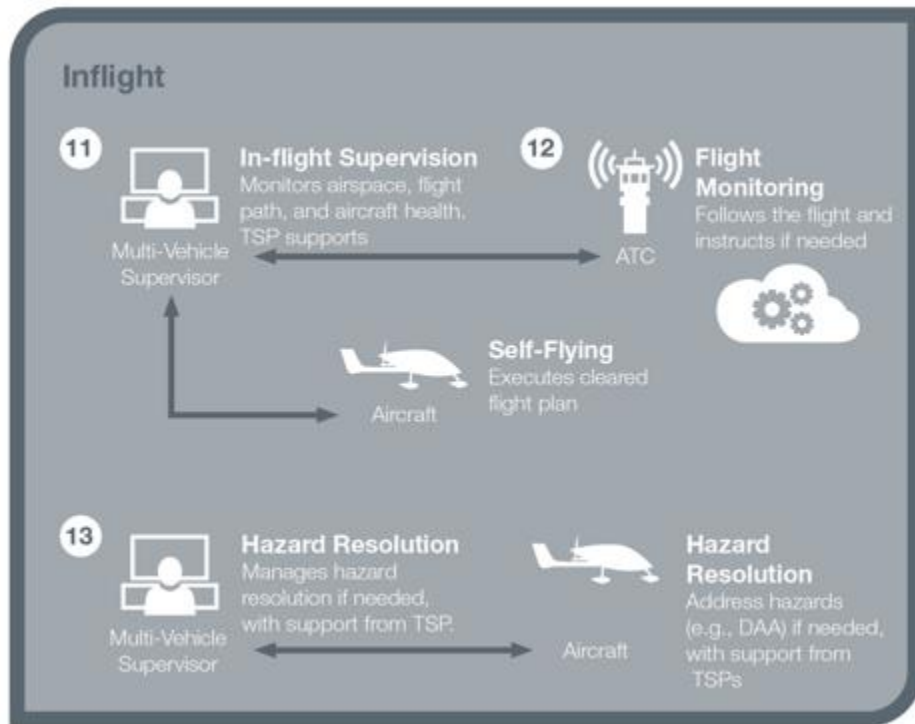 Inflight
11
In-flight Supervision
Monitors airspace, flight
path, and aircraft health.
TSP supports
Multi-Vehicle
Supervisor
12
Flight
Monitoring
Follows the flight and
instructs if needed
ATC
Self-Flying
Executes cleared
flight plan
Aircraft
13
Hazard Resolution
Manages hazard
resolution if needed,
with support from TSP.
Multi-Vehicle
Supervisor
Hazard
Resolution
Address hazards
(e.g., DAA) if needed,
with support from
TSPs
Aircraft